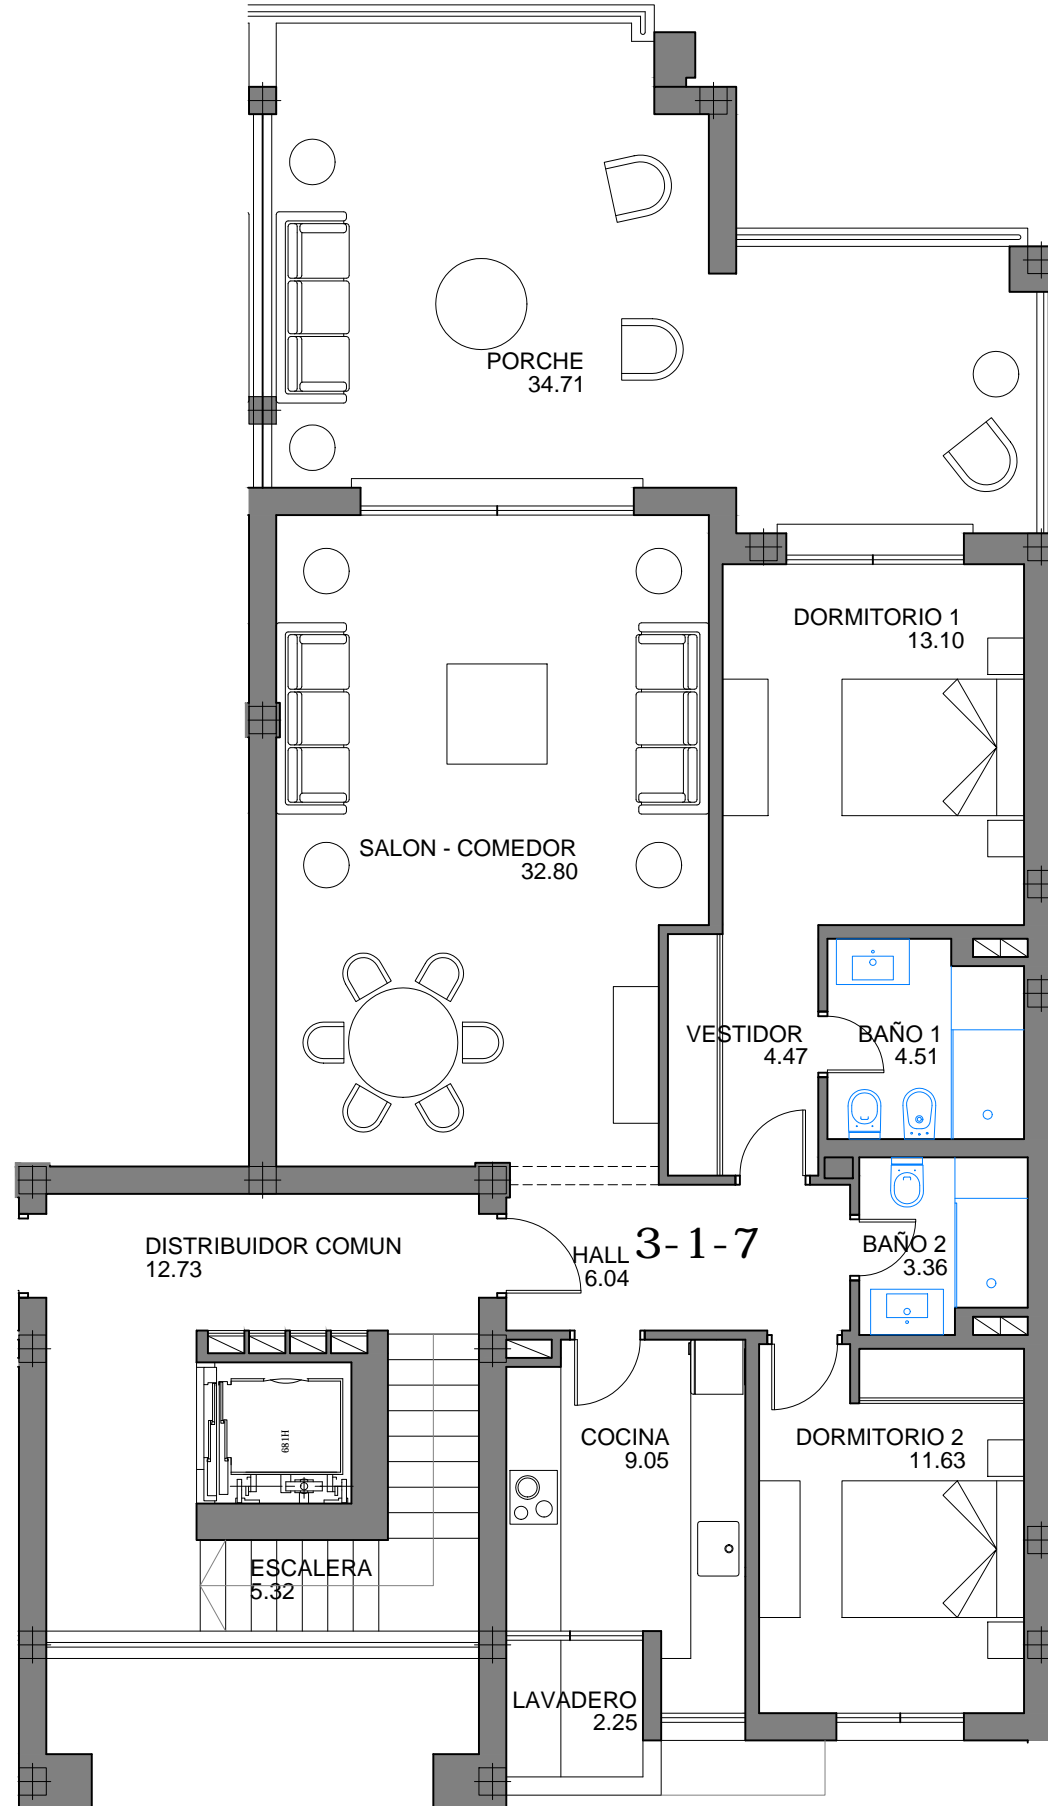 PORCHE
34.71
DORMITORIO 1
13.10
SALON - COMEDOR
32.80
VESTIDOR
4.47
BAÑO 1
4.51
DISTRIBUIDOR COMUN
12.73
HALL
6.04
3-1-7
BAÑO 2
3.36
COCINA
9.05
DORMITORIO 2
11.63
681H
ESCALERA
5.32
LAVADERO
2.25